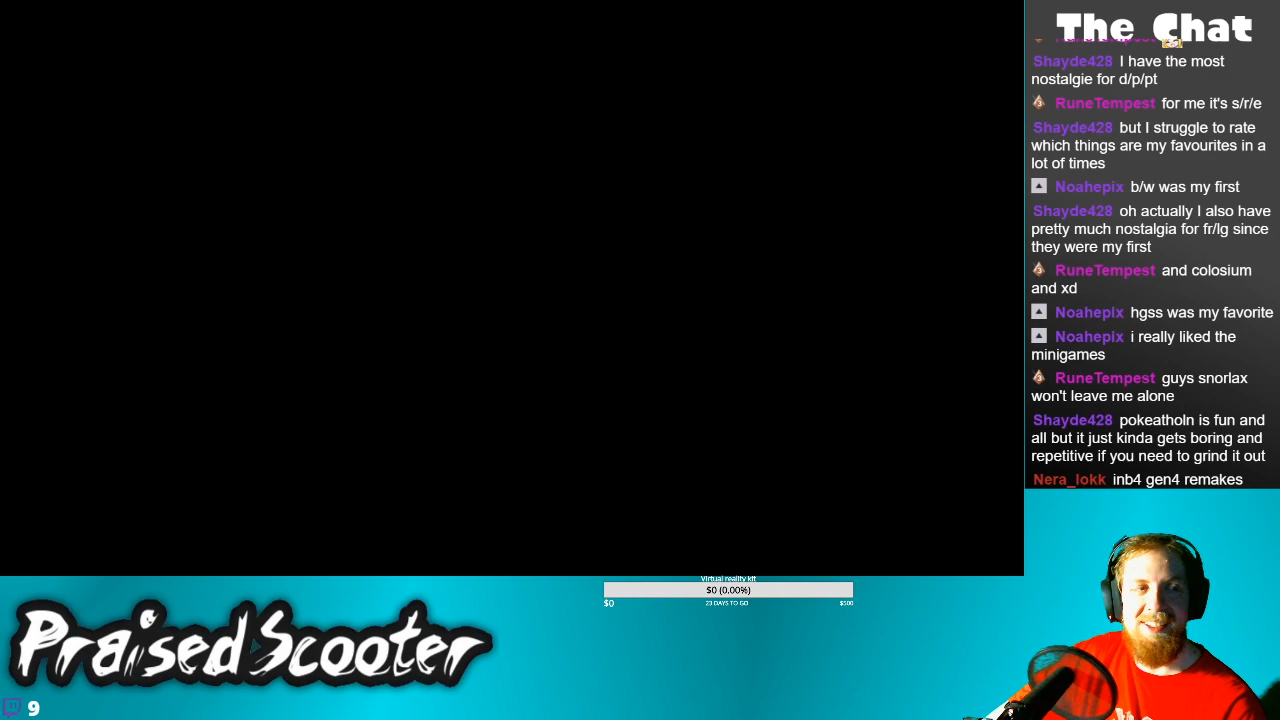 The Chat
Shayde428 I have the most
nostalgie for d/p/pt
RuneTempest for me it's s/r/e
Shayde428 but I struggle to rate
which things are my favourites in a
lot of times
Noahepix b/w was my first
Shayde428 oh actually I also have
pretty much nostalgia for fr/lg since
they were my first
RuneTempest and colosium
and xd
Noahepix hgss was my favorite
Noahepix i really liked the
minigames
RuneTempest guys snorlax
won't leave me alone
Shayde428 pokeatholn is fun and
all but it just kinda gets boring and
repetitive if you need to grind it out
Nera_lokk inb4 gen4 remakes
Virtual reality kit
$0 (0.00%)
$0 23 DAYS TO GO $500
Praised Scooter
9